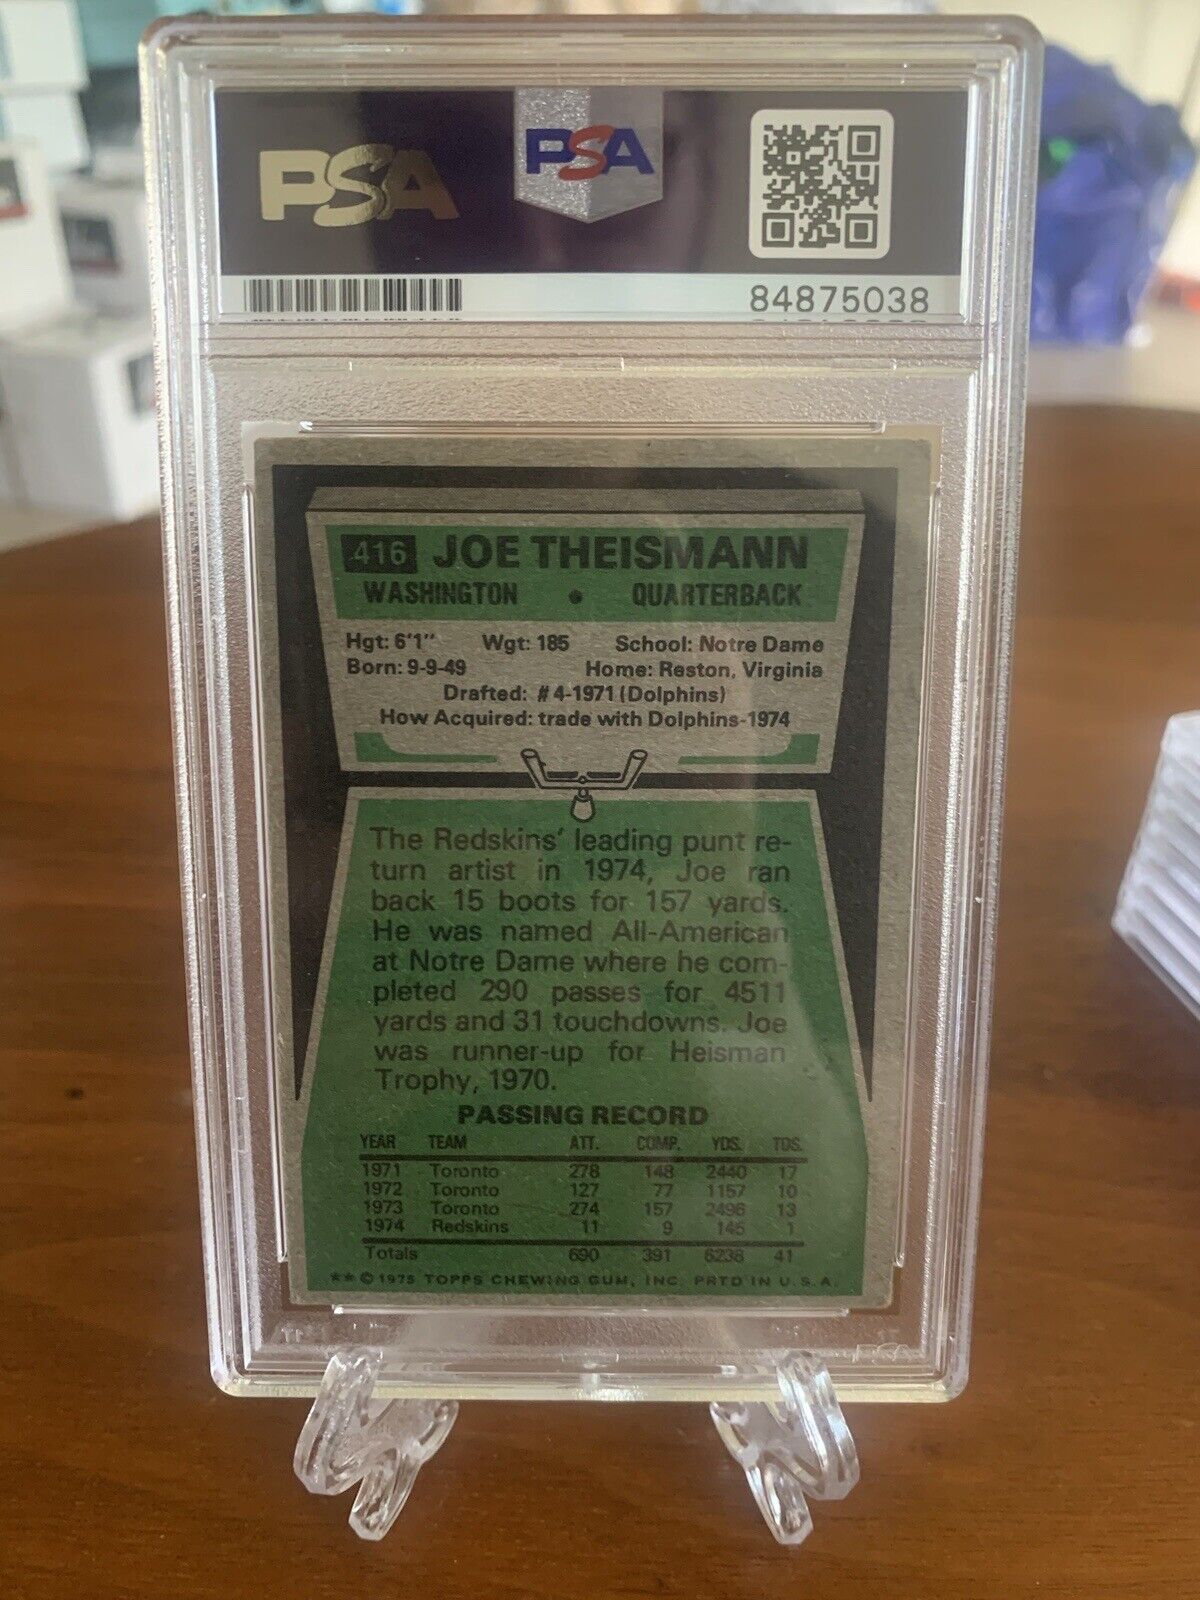 PSA PSA
84875038
416 JOE THEISMANN
WASHINGTON • QUARTERBACK
Hgt: 6'1" Wgt: 185 School: Notre Dame
Born: 9-9-49 Home: Reston, Virginia
Drafted: #4-1971 (Dolphins)
How Acquired: trade with Dolphins-1974
The Redskins' leading punt re-
turn artist in 1974, Joe ran
back 15 boots for 157 yards.
He was named All-American
at Notre Dame where he com-
pleted 290 passes for 4511
yards and 31 touchdowns. Joe
was runner-up for Heisman
Trophy, 1970.
PASSING RECORD
YEAR TEAM ATT. COMP. YDS. TDS.
1971 Toronto 278 148 2440 17
1972 Toronto 127 77 1157 10
1973 Toronto 274 157 2496 13
1974 Redskins 11 9 145 1
Totals 690 391 6238 41
** © 1975 TOPPS CHEWING GUM, INC. PRTD IN U.S.A.